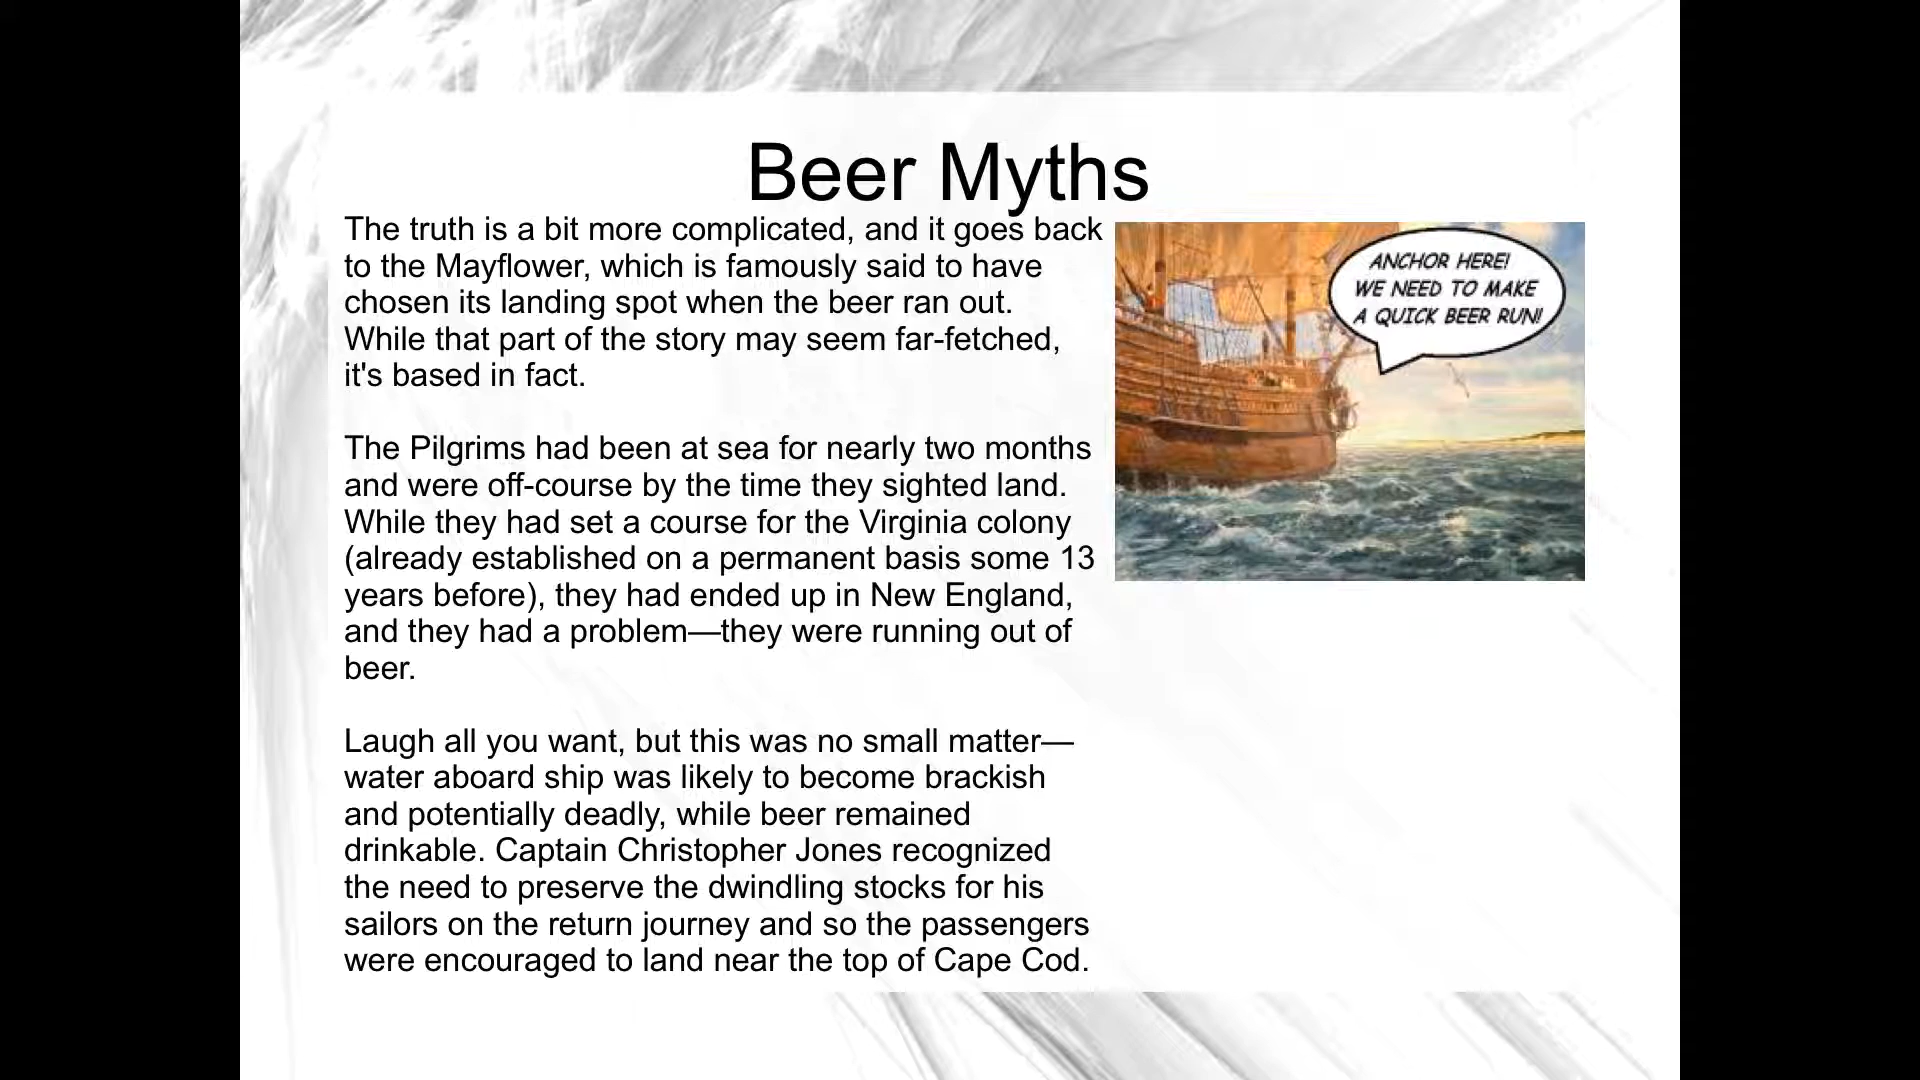 Beer Myths
The truth is a bit more complicated, and it goes back
to the Mayflower, which is famously said to have
chosen its landing spot when the beer ran out.
While that part of the story may seem far-fetched,
it's based in fact.
The Pilgrims had been at sea for nearly two months
and were off-course by the time they sighted land.
While they had set a course for the Virginia colony
(already established on a permanent basis some 13
years before), they had ended up in New England,
and they had a problem—they were running out of
beer.
Laugh all you want, but this was no small matter—
water aboard ship was likely to become brackish
and potentially deadly, while beer remained
drinkable. Captain Christopher Jones recognized
the need to preserve the dwindling stocks for his
sailors on the return journey and so the passengers
were encouraged to land near the top of Cape Cod.
ANCHOR HERE!
WE NEED TO MAKE
A QUICK BEER RUN!